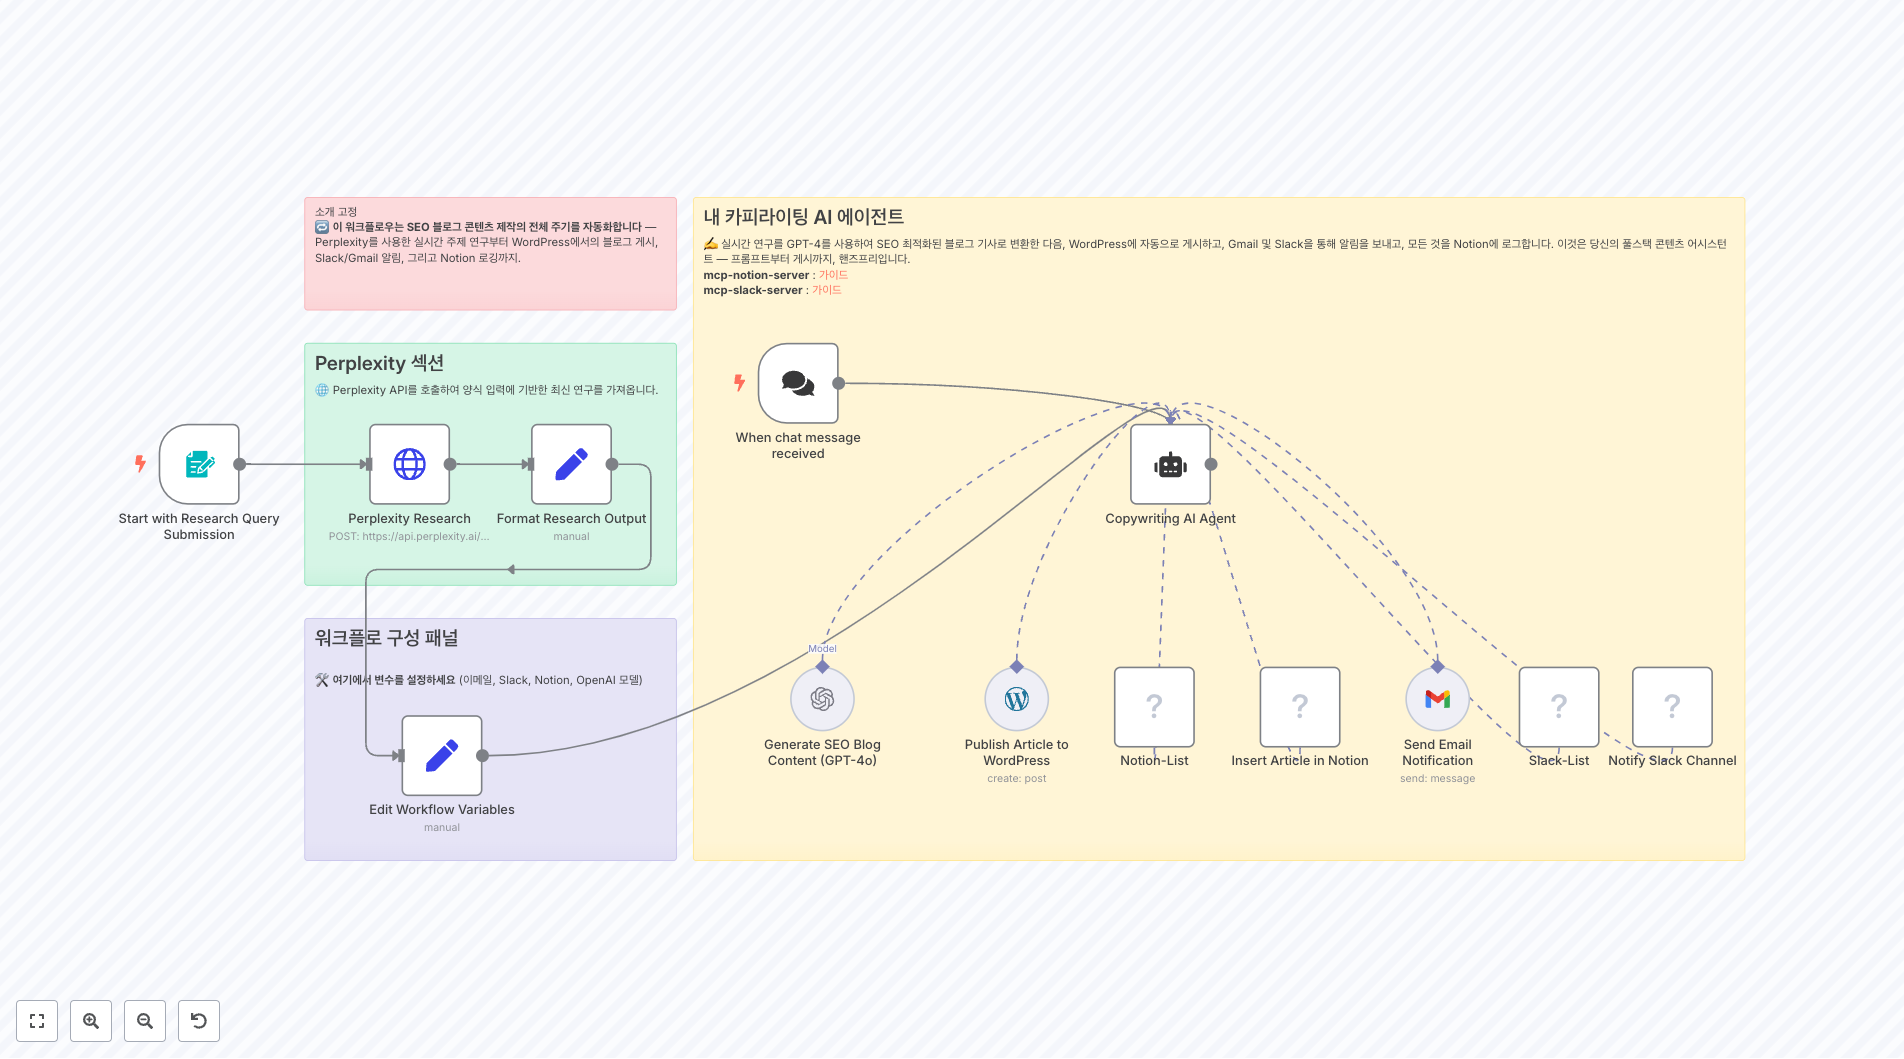 소개 고정
🔁 이 워크플로우는 SEO 블로그 콘텐츠 제작의 전체 주기를 자동화합니다 —
Perplexity를 사용한 실시간 주제 연구부터 WordPress에서의 블로그 게시,
Slack/Gmail 알림, 그리고 Notion 로깅까지.
Perplexity 섹션
🌐 Perplexity API를 호출하여 양식 입력에 기반한 최신 연구를 가져옵니다.
Start with Research Query
Submission
Perplexity Research
POST: https://api.perplexity.ai/...
Format Research Output
manual
워크플로 구성 패널
🛠️ 여기에서 변수를 설정하세요 (이메일, Slack, Notion, OpenAI 모델)
Edit Workflow Variables
manual
내 카피라이팅 AI 에이전트
✍️ 실시간 연구를 GPT-4를 사용하여 SEO 최적화된 블로그 기사로 변환한 다음, WordPress에 자동으로 게시하고, Gmail 및 Slack을 통해 알림을 보내고, 모든 것을 Notion에 로그합니다. 이것은 당신의 풀스택 콘텐츠 어시스턴
트 — 프롬프트부터 게시까지, 핸즈프리입니다.
mcp-notion-server : 가이드
mcp-slack-server : 가이드
When chat message
received
Copywriting AI Agent
Model
Generate SEO Blog
Content (GPT-4o)
Publish Article to
WordPress
create: post
Notion-List
Insert Article in Notion
Send Email
Notification
send: message
Slack-List
Notify Slack Channel